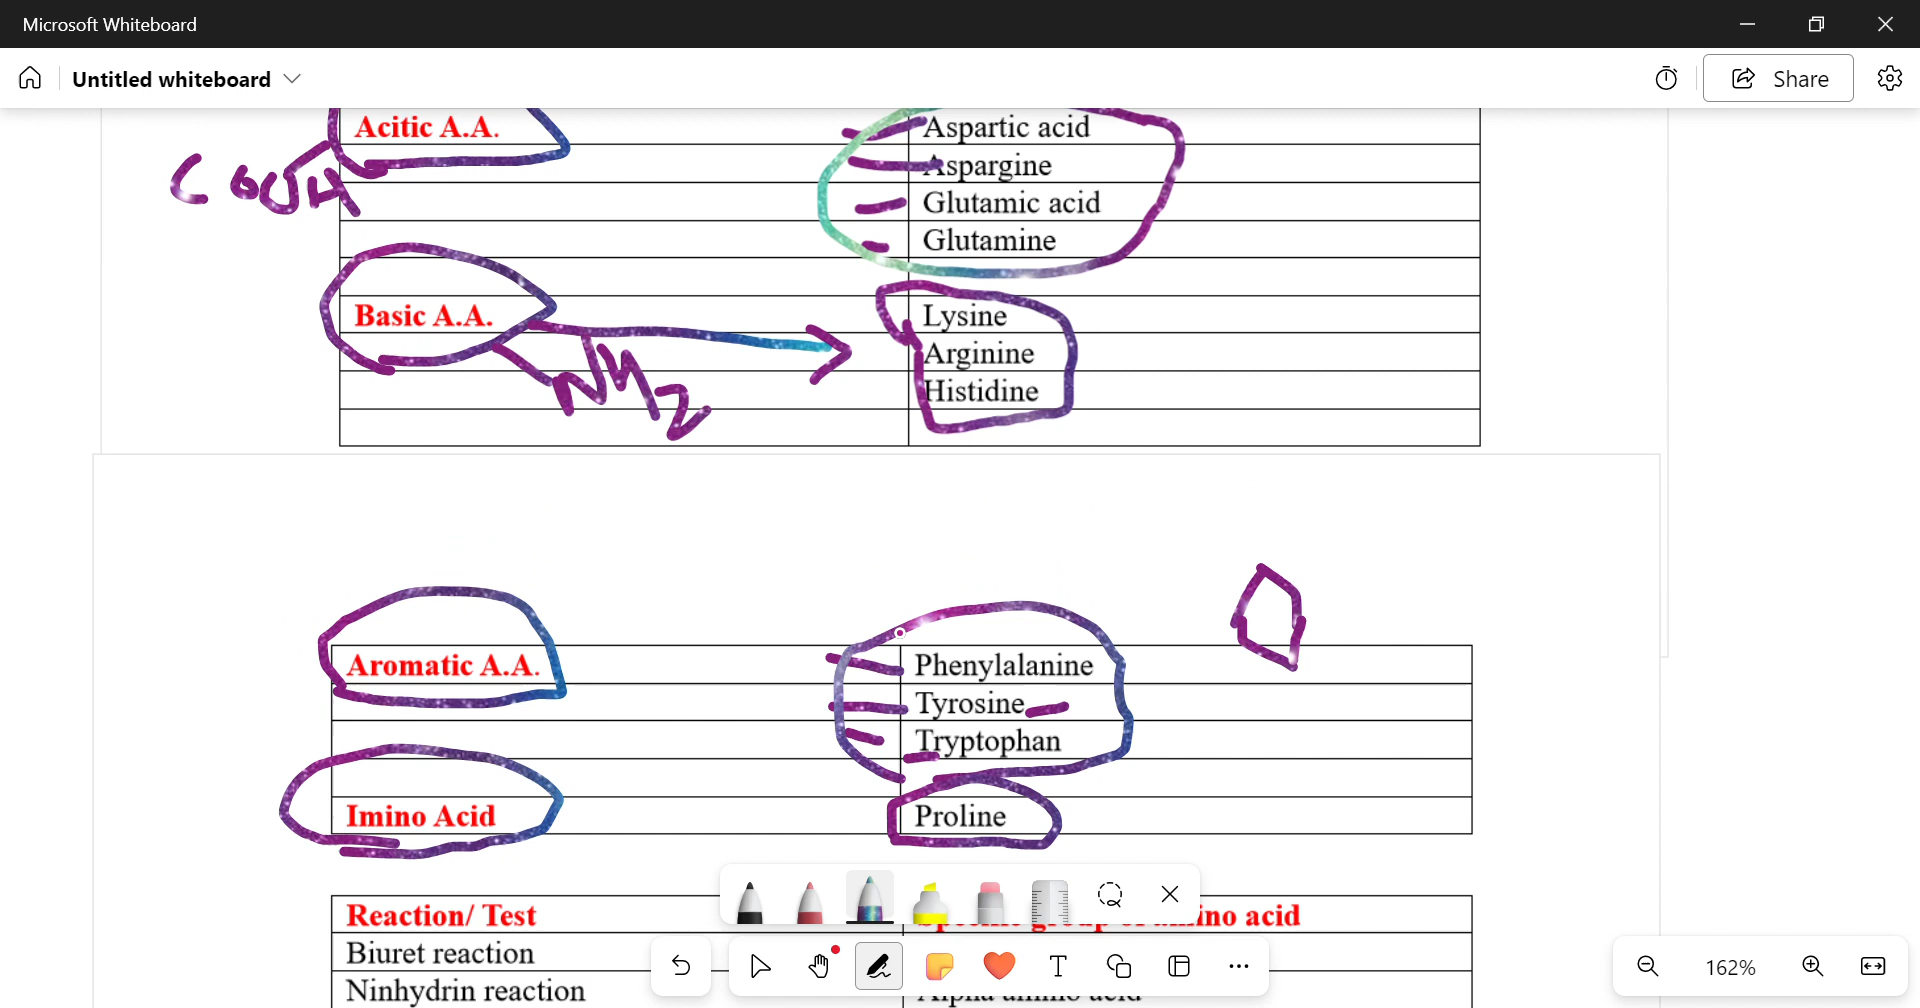 Microsoft Whiteboard
Untitled whiteboard
Share
Acitic A.A.
Aspartic acid
COOH
Aspargine
Glutamic acid
Glutamine
Basic A.A.
Lysine
Arginine
NH2
Histidine
Aromatic A.A.
Phenylalanine
Tyrosine
Tryptophan
Imino Acid
Proline
Reaction/ Test
Biuret reaction
Ninhydrin reaction
162%